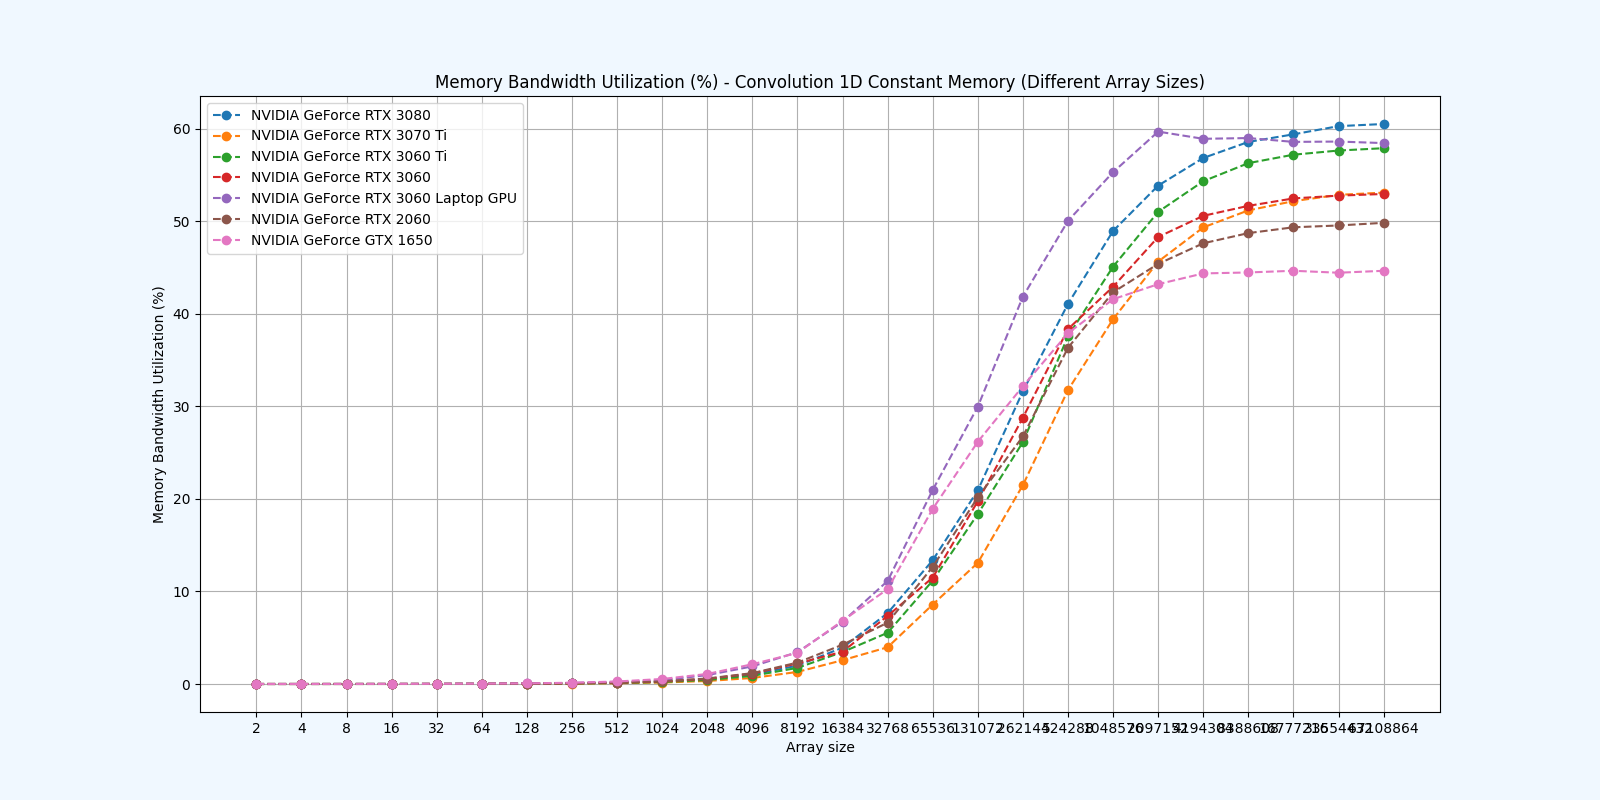 Memory Bandwidth Utilization (%) - Convolution 1D Constant Memory (Different Array Sizes)
NVIDIA GeForce RTX 3080
NVIDIA GeForce RTX 3070 Ti
NVIDIA GeForce RTX 3060 Ti
NVIDIA GeForce RTX 3060
NVIDIA GeForce RTX 3060 Laptop GPU
NVIDIA GeForce RTX 2060
NVIDIA GeForce GTX 1650
Memory Bandwidth Utilization (%)
60
50
40
30
20
10
0
2 4 8 16 32 64 128 256 512 1024 2048 4096 8192 16384 32768 65536 131072 262144 524288 1048576 2097152 4194304 8388608 16777216 33554432 67108864
Array size